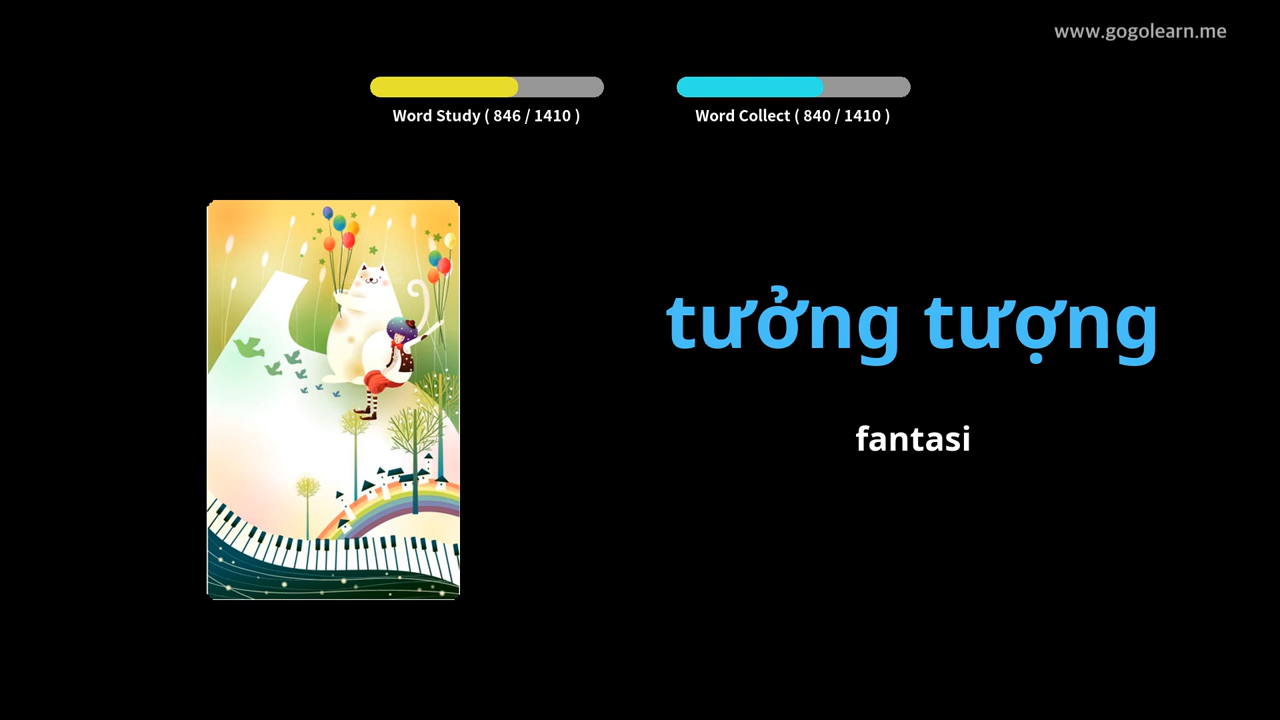 www.gogolearn.me
Word Study ( 846 / 1410 )
Word Collect ( 840 / 1410 )
tưởng tượng
fantasi